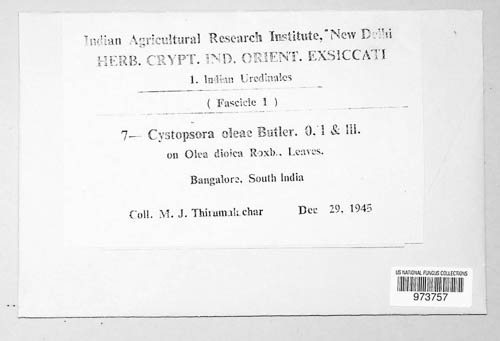 Indian Agricultural Research Institute, New Delhi
HERB. CRYPT. IND. ORIENT. EXSICCATI
1. Indian Uredinales
( Fascicle 1 )
7— Cystopsora oleae Butler. 0. I & III.
on Olea dioica Roxb., Leaves.
Bangalore, South India
Coll. M. J. Thirumalachar Dec 29, 1945
US NATIONAL FUNGUS COLLECTIONS
973757